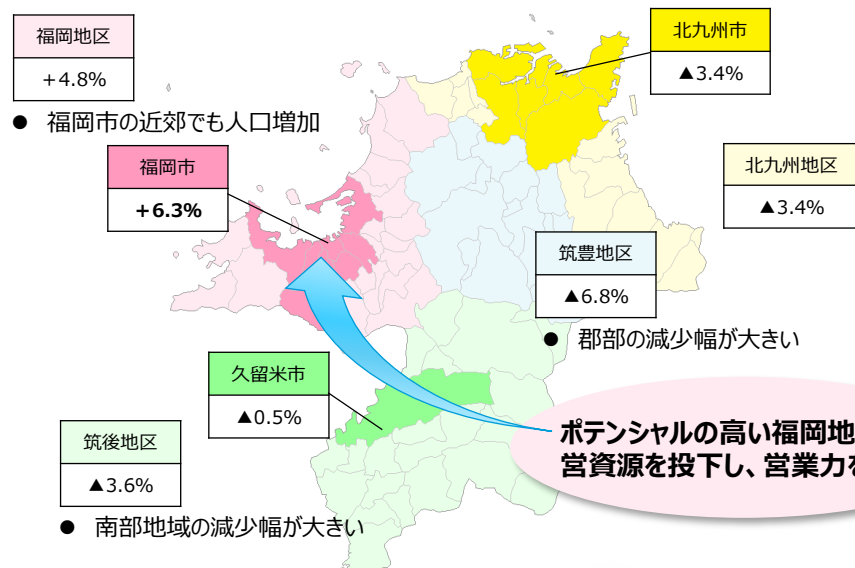 福岡地区
+4.8%
● 福岡市の近郊でも人口増加
北九州市
▲3.4%
福岡市
+6.3%
北九州地区
▲3.4%
筑豊地区
▲6.8%
● 郡部の減少幅が大きい
久留米市
▲0.5%
ポテンシャルの高い福岡地
営資源を投下し、営業力を
筑後地区
▲3.6%
● 南部地域の減少幅が大きい